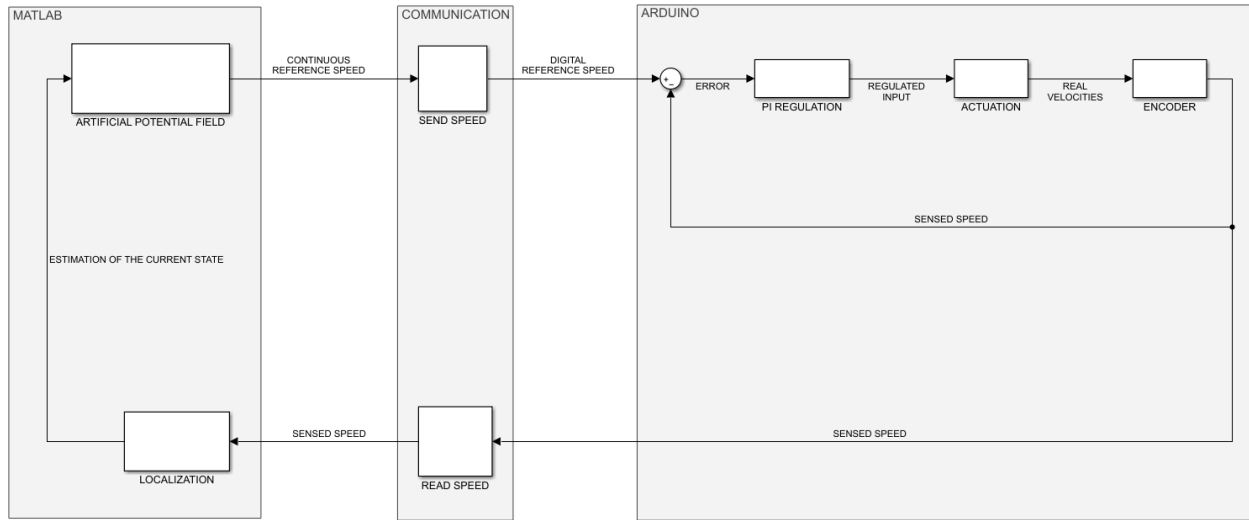 MATLAB
COMMUNICATION
ARDUINO
CONTINUOUS
REFERENCE SPEED
DIGITAL
REFERENCE SPEED
ERROR
REGULATED
INPUT
REAL
VELOCITIES
ARTIFICIAL POTENTIAL FIELD
SEND SPEED
PI REGULATION
ACTUATION
ENCODER
SENSED SPEED
ESTIMATION OF THE CURRENT STATE
SENSED SPEED
SENSED SPEED
LOCALIZATION
READ SPEED